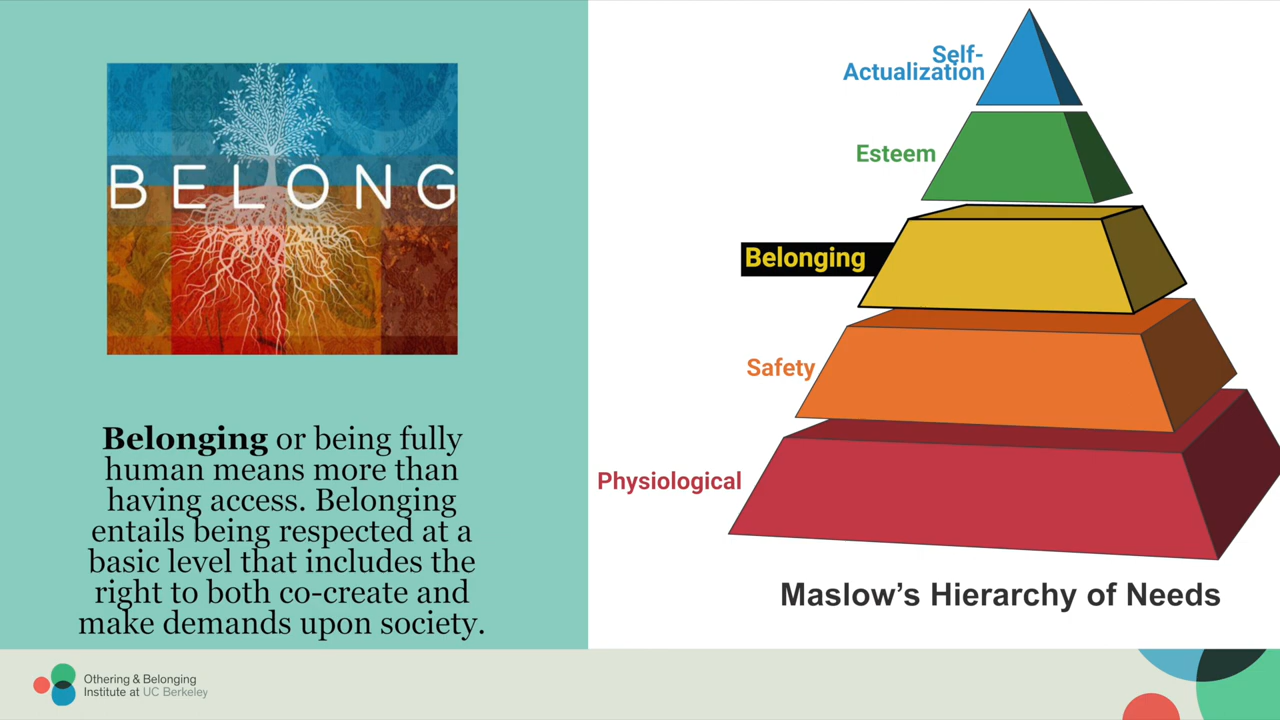 BELONG
Belonging or being fully
human means more than
having access. Belonging
entails being respected at a
basic level that includes the
right to both co-create and
make demands upon society.
Self-
Actualization
Esteem
Belonging
Safety
Physiological
Maslow’s Hierarchy of Needs
Othering & Belonging
Institute at UC Berkeley